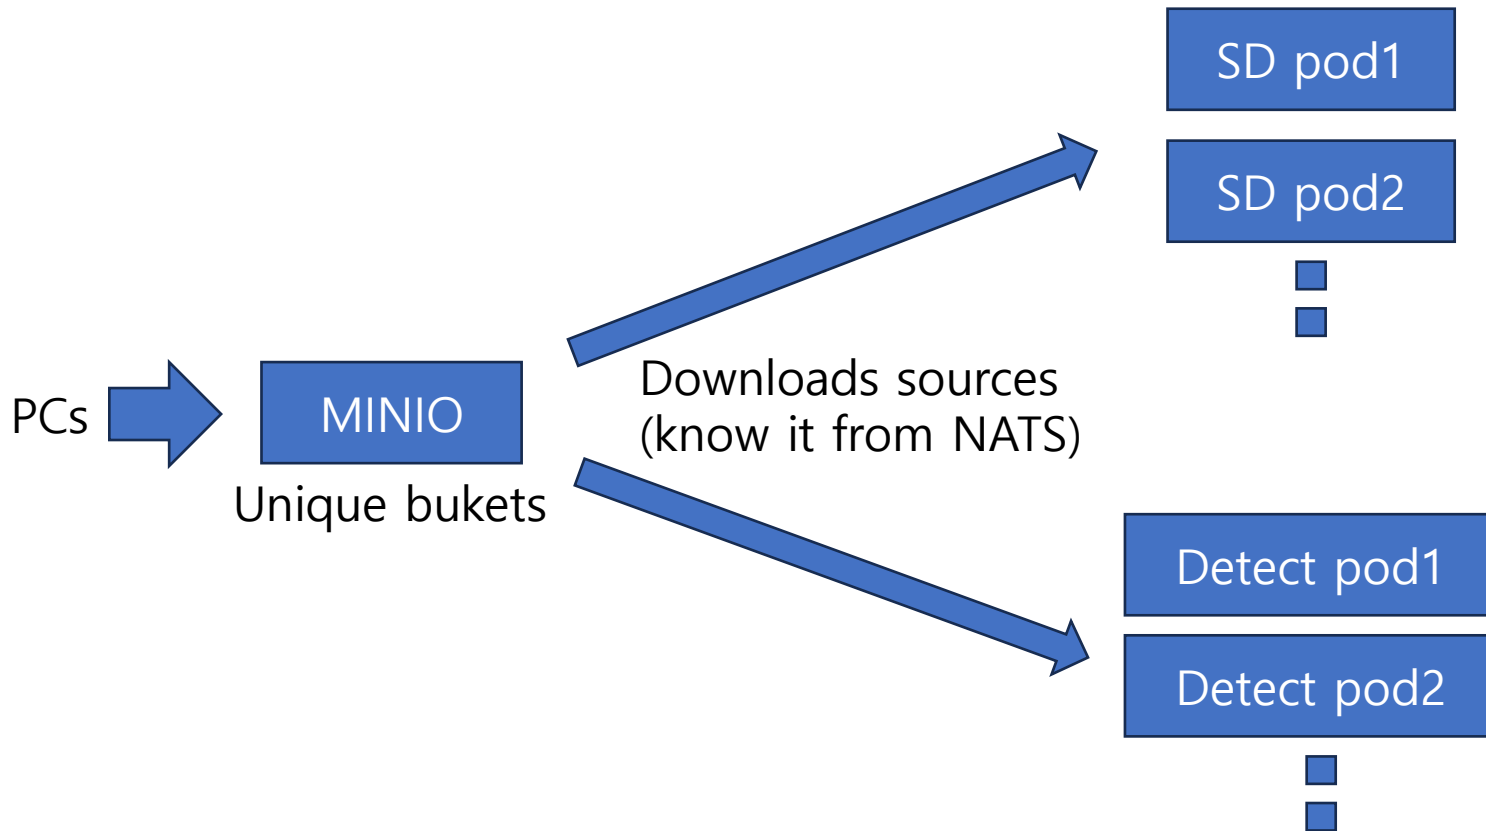 SD pod1
SD pod2
PCs
MINIO
Unique bukets
Downloads sources
(know it from NATS)
Detect pod1
Detect pod2